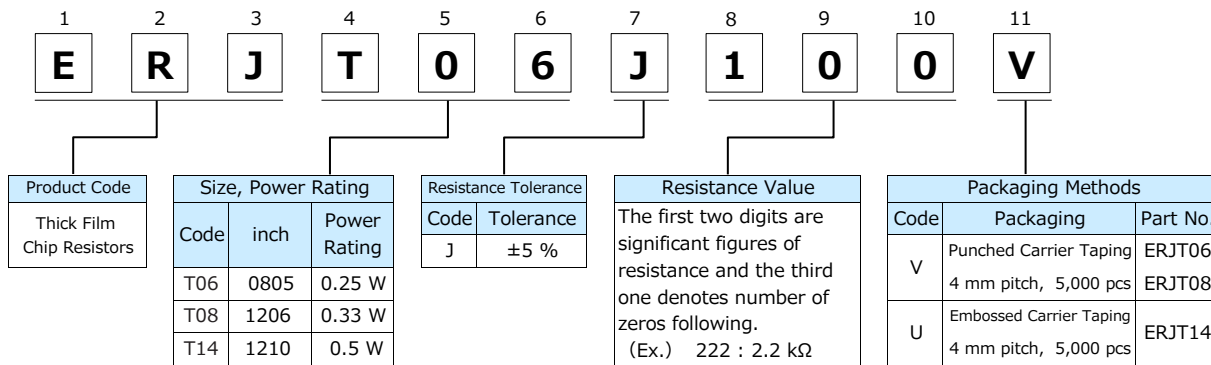 1 2 3 4 5 6 7 8 9 10 11
E R J T 0 6 J 1 0 0 V
Product Code
Thick Film
Chip Resistors
Size, Power Rating
Code inch Power Rating
T06 0805 0.25 W
T08 1206 0.33 W
T14 1210 0.5 W
Resistance Tolerance
Code Tolerance
J ±5 %
Resistance Value
The first two digits are
significant figures of
resistance and the third
one denotes number of
zeros following.
(Ex.) 222 : 2.2 kΩ
Packaging Methods
Code Packaging Part No.
V Punched Carrier Taping ERJT06
4 mm pitch, 5,000 pcs ERJT08
U Embossed Carrier Taping ERJT14
4 mm pitch, 5,000 pcs